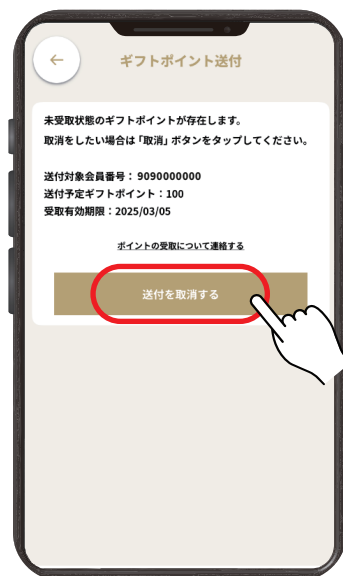 ギフトポイント送付
未受取状態のギフトポイントが存在します。
取消をしたい場合は「取消」ボタンをタップしてください。
送付対象会員番号：9090000000
送付予定ギフトポイント：100
受取有効期限：2025/03/05
ポイントの受取について連絡する
送付を取消する